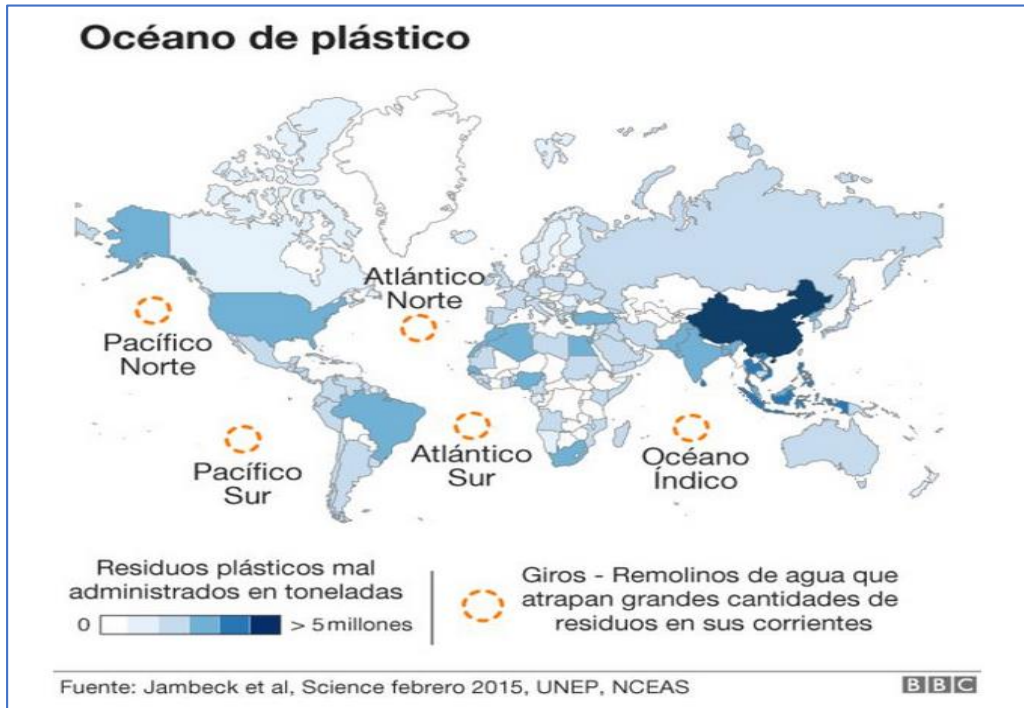 Océano de plástico
Atlántico
Norte
Pacífico
Norte
Pacífico
Sur
Atlántico
Sur
Océano
Índico
Residuos plásticos mal
administrados en toneladas
0 > 5 millones
Giros - Remolinos de agua que
atrapan grandes cantidades de
residuos en sus corrientes
Fuente: Jambeck et al, Science febrero 2015, UNEP, NCEAS
BBC